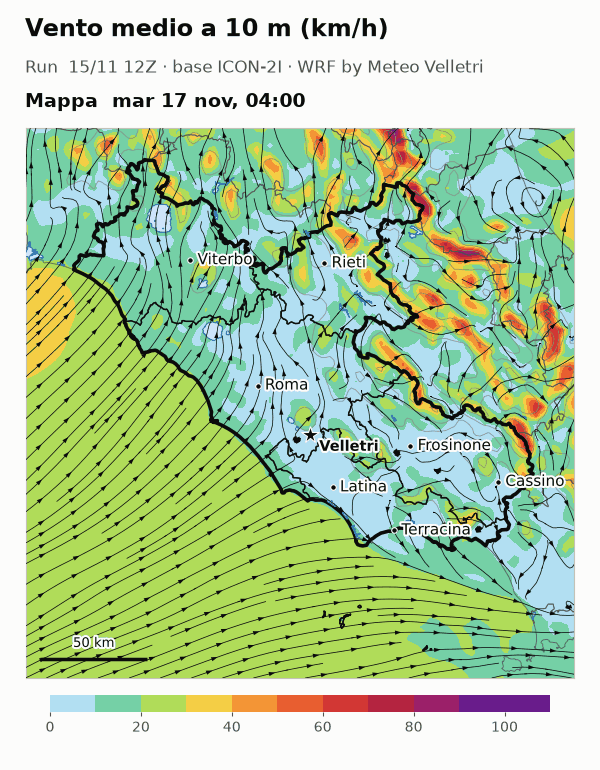 Vento medio a 10 m (km/h)
Run  15/11 12Z · base ICON-2I · WRF by Meteo Velletri
Mappa  mar 17 nov, 04:00
Viterbo
Rieti
Roma
Velletri
Frosinone
Cassino
Latina
Terracina
50 km
0 20 40 60 80 100